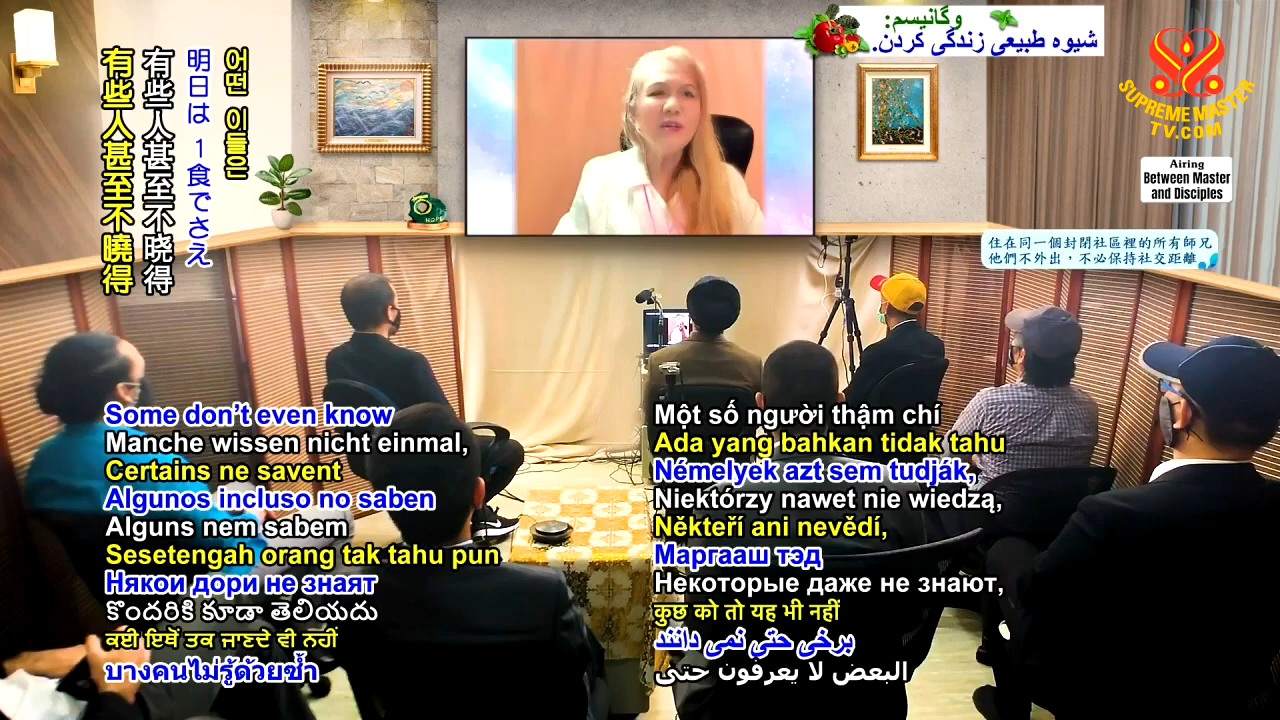 وگانیسم:
شیوه طبیعی زندگی کردن.
SUPREME MASTER
TV.COM
Airing
Between Master
and Disciples
住在同一個封閉社區裡的所有師兄
他們不外出，不必保持社交距離
HOPE
어떤 이들은
明日は１食でさえ
有些人甚至不晓得
有些人甚至不曉得
Some don't even know
Manche wissen nicht einmal,
Certains ne savent
Algunos incluso no saben
Alguns nem sabem
Sesetengah orang tak tahu pun
Някои дори не знаят
కొందరికి కూడా తెలియదు
ਕਈ ਇਥੋਂ ਤਕ ਜਾਣਦੇ ਵੀ ਨਹੀਂ
บางคนไม่รู้ด้วยซ้ำ
Một số người thậm chí
Ada yang bahkan tidak tahu
Némelyek azt sem tudják,
Niektórzy nawet nie wiedzą,
Někteří ani nevědí,
Маргааш тэд
Некоторые даже не знают,
कुछ को तो यह भी नहीं
برخی حتی نمی دانند
البعض لا يعرفون حتى